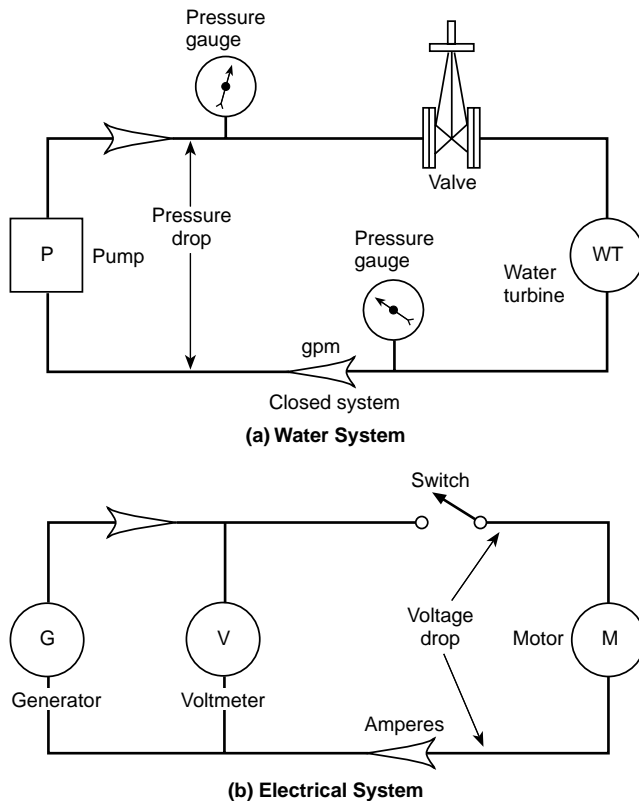 Pressure
gauge
Valve
P
Pump
Pressure
drop
Pressure
gauge
Water
turbine
WT
gpm
Closed system
(a) Water System
Switch
G
Generator
V
Voltmeter
Voltage
drop
Motor
M
Amperes
(b) Electrical System